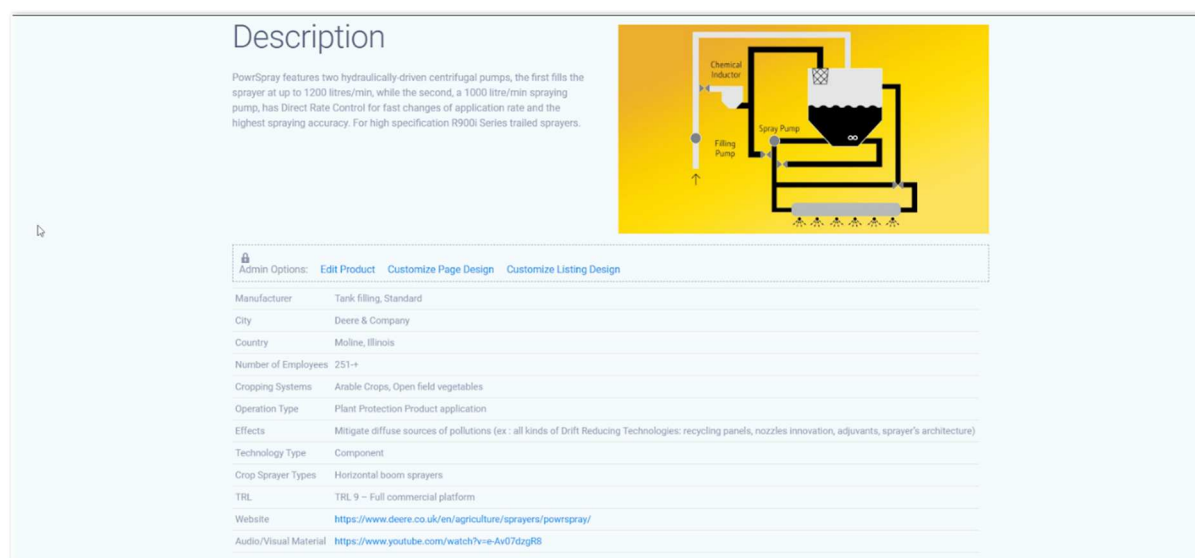 Description
PowrSpray features two hydraulically-driven centrifugal pumps, the first fills the
sprayer at up to 1200 litres/min, while the second, a 1000 litre/min spraying
pump, has Direct Rate Control for fast changes of application rate and the
highest spraying accuracy. For high specification R900i Series trailed sprayers.
Chemical
Inductor
Spray Pump
Filling
Pump
Admin Options: Edit Product Customize Page Design Customize Listing Design
Manufacturer Tank filling, Standard
City Deere & Company
Country Moline, Illinois
Number of Employees 251-+
Cropping Systems Arable Crops, Open field vegetables
Operation Type Plant Protection Product application
Effects Mitigate diffuse sources of pollutions (ex : all kinds of Drift Reducing Technologies: recycling panels, nozzles innovation, adjuvants, sprayer's architecture)
Technology Type Component
Crop Sprayer Types Horizontal boom sprayers
TRL TRL 9 – Full commercial platform
Website https://www.deere.co.uk/en/agriculture/sprayers/powrspray/
Audio/Visual Material https://www.youtube.com/watch?v=e-Av07dzgR8